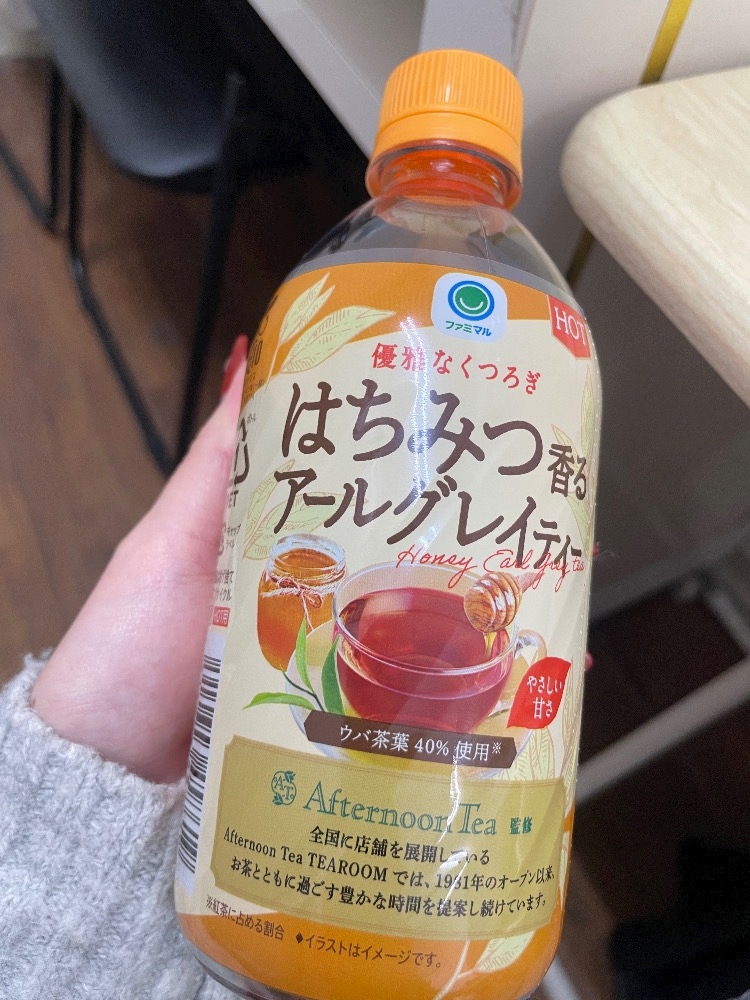 ファミマル
HOT
優雅なくつろぎ
はちみつ香る
アールグレイティー
Honey Earl Grey tea
やさしい
甘さ
ウバ茶葉40%使用※
A.T.
Afternoon Tea 監修
全国に店舗を展開している
Afternoon Tea TEAROOM では、1981年のオープン以来、
お茶とともに過ごす豊かな時間を提案し続けています。
※紅茶に占める割合 ◆イラストはイメージです。